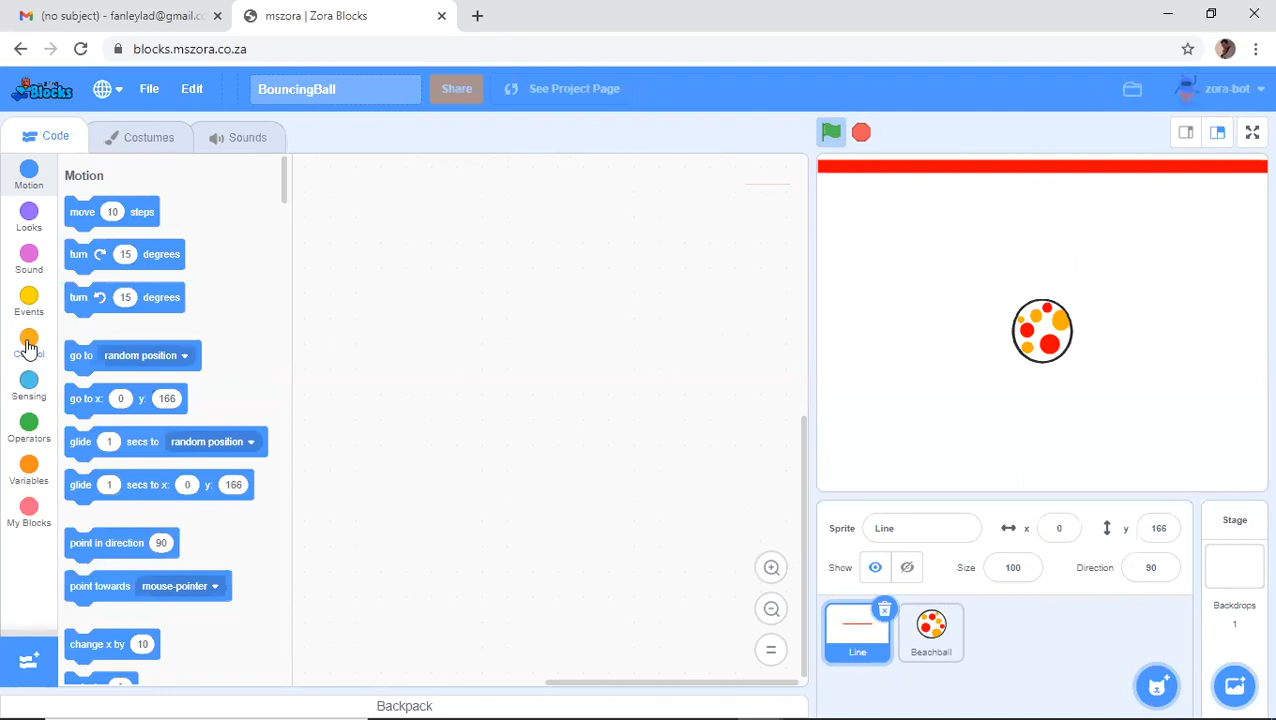 (no subject) - fanleylad@gmail.co
mszora | Zora Blocks
blocks.mszora.co.za
Blocks
File
Edit
BouncingBall
Share
See Project Page
zora-bot
Code
Costumes
Sounds
Motion
Looks
Sound
Events
Sensing
Operators
Variables
My Blocks
Motion
move 10 steps
turn 15 degrees
turn 15 degrees
go to random position
go to x: 0 y: 166
glide 1 secs to random position
glide 1 secs to x: 0 y: 166
point in direction 90
point towards mouse-pointer
change x by 10
Backpack
Sprite Line x 0 y 166
Show Size 100 Direction 90
Line
Beachball
Stage
Backdrops
1